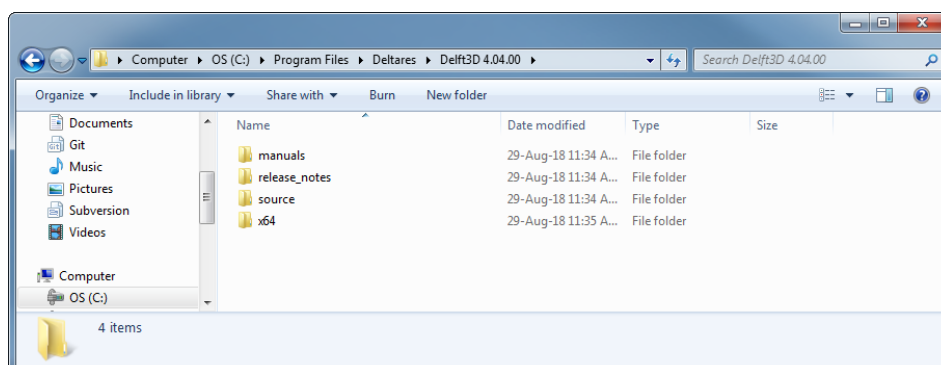 Computer OS (C:) Program Files Deltares Delft3D 4.04.00 Search Delft3D 4.04.00
Organize Include in library Share with Burn New folder
Documents
Git
Music
Pictures
Subversion
Videos
Computer
OS (C:)
Name Date modified Type Size
manuals 29-Aug-18 11:34 A... File folder
release_notes 29-Aug-18 11:34 A... File folder
source 29-Aug-18 11:34 A... File folder
x64 29-Aug-18 11:35 A... File folder
4 items